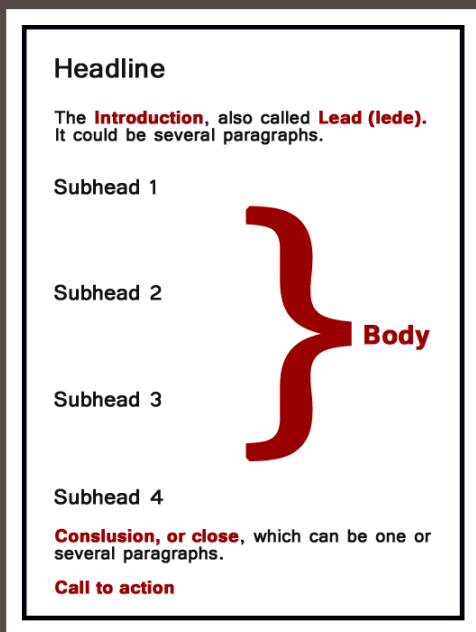 Headline
The Introduction, also called Lead (lede).
It could be several paragraphs.
Subhead 1
Subhead 2
Body
Subhead 3
Subhead 4
Conslusion, or close, which can be one or
several paragraphs.
Call to action